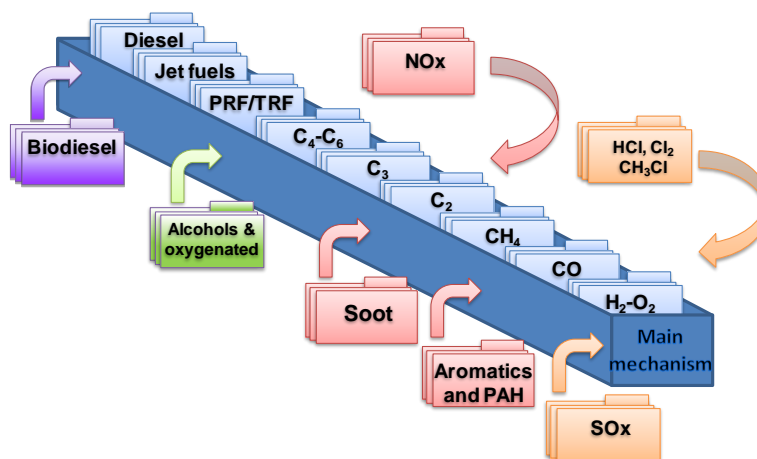 Diesel
Jet fuels
PRF/TRF
C₄-C₆
C₃
C₂
CH₄
CO
H₂-O₂
Main
mechanism
NOx
HCl, Cl₂
CH₃Cl
Biodiesel
Alcohols &
oxygenated
Soot
Aromatics
and PAH
SOx